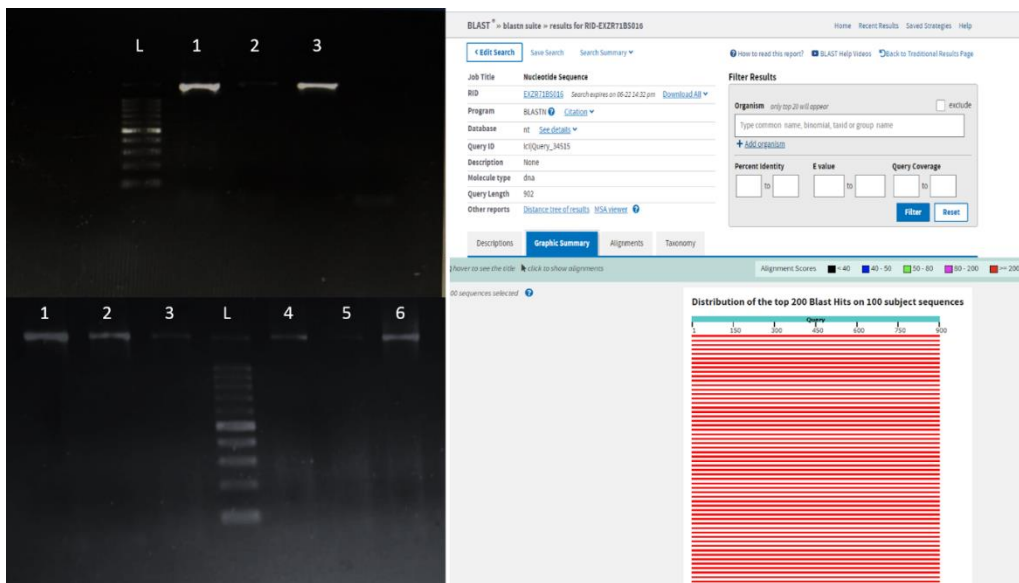 L 1 2 3
1 2 3 L 4 5 6
BLAST ® » blastn suite » results for RID-EXZR71BS016
Home Recent Results Saved Strategies Help
< Edit Search Save Search Search Summary
How to read this report? BLAST Help Videos Back to Traditional Results Page
Job Title Nucleotide Sequence
RID EXZR71BS016 Search expires on 06-22 14:32 pm Download All
Program BLASTN Citation
Database nt See details
Query ID lcl|Query_34515
Description None
Molecule type dna
Query Length 902
Other reports Distance tree of results MSA viewer
Filter Results
Organism only top 20 will appear exclude
Type common name, binomial, taxid or group name
+ Add organism
Percent Identity E value Query Coverage
to to to
Filter Reset
Descriptions Graphic Summary Alignments Taxonomy
hover to see the title click to show alignments
Alignment Scores < 40 40 - 50 50 - 80 80 - 200 >= 200
00 sequences selected
Distribution of the top 200 Blast Hits on 100 subject sequences
Query
1 150 300 450 600 750 900